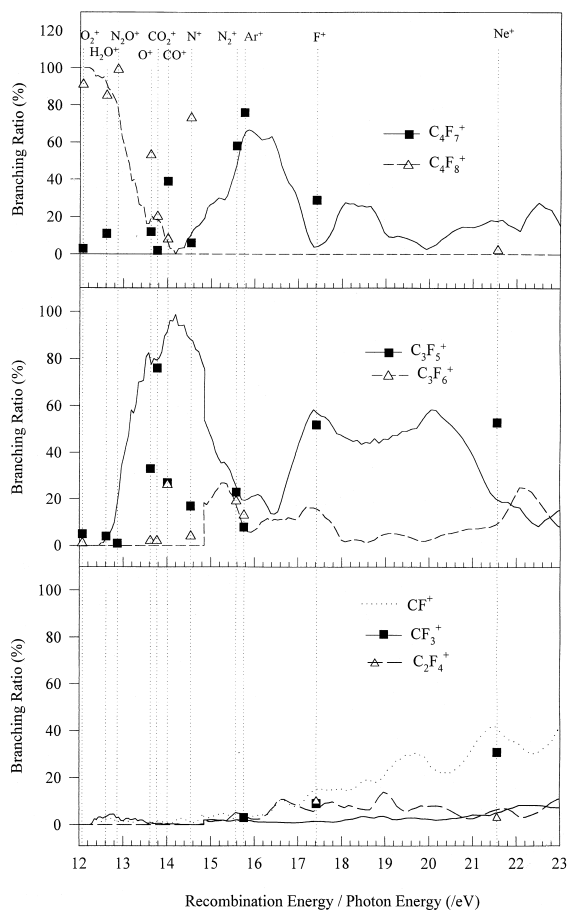 O₂⁺ N₂O⁺ CO₂⁺ N⁺ N₂⁺ Ar⁺ F⁺ Ne⁺
H₂O⁺ O⁺ CO⁺
120
100
80
60
40
20
0
Branching Ratio (%)
C₄F₇⁺
C₄F₈⁺
100
80
60
40
20
0
Branching Ratio (%)
C₃F₅⁺
C₃F₆⁺
100
80
60
40
20
0
Branching Ratio (%)
CF⁺
CF₃⁺
C₂F₄⁺
12 13 14 15 16 17 18 19 20 21 22 23
Recombination Energy / Photon Energy (/eV)